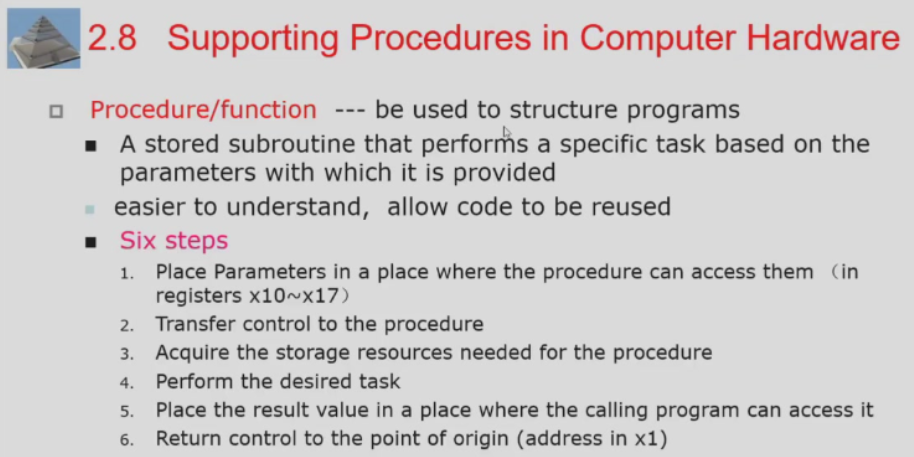 2.8 Supporting Procedures in Computer Hardware
Procedure/function --- be used to structure programs
A stored subroutine that performs a specific task based on the
parameters with which it is provided
easier to understand, allow code to be reused
Six steps
1. Place Parameters in a place where the procedure can access them （in
registers x10~x17）
2. Transfer control to the procedure
3. Acquire the storage resources needed for the procedure
4. Perform the desired task
5. Place the result value in a place where the calling program can access it
6. Return control to the point of origin (address in x1)